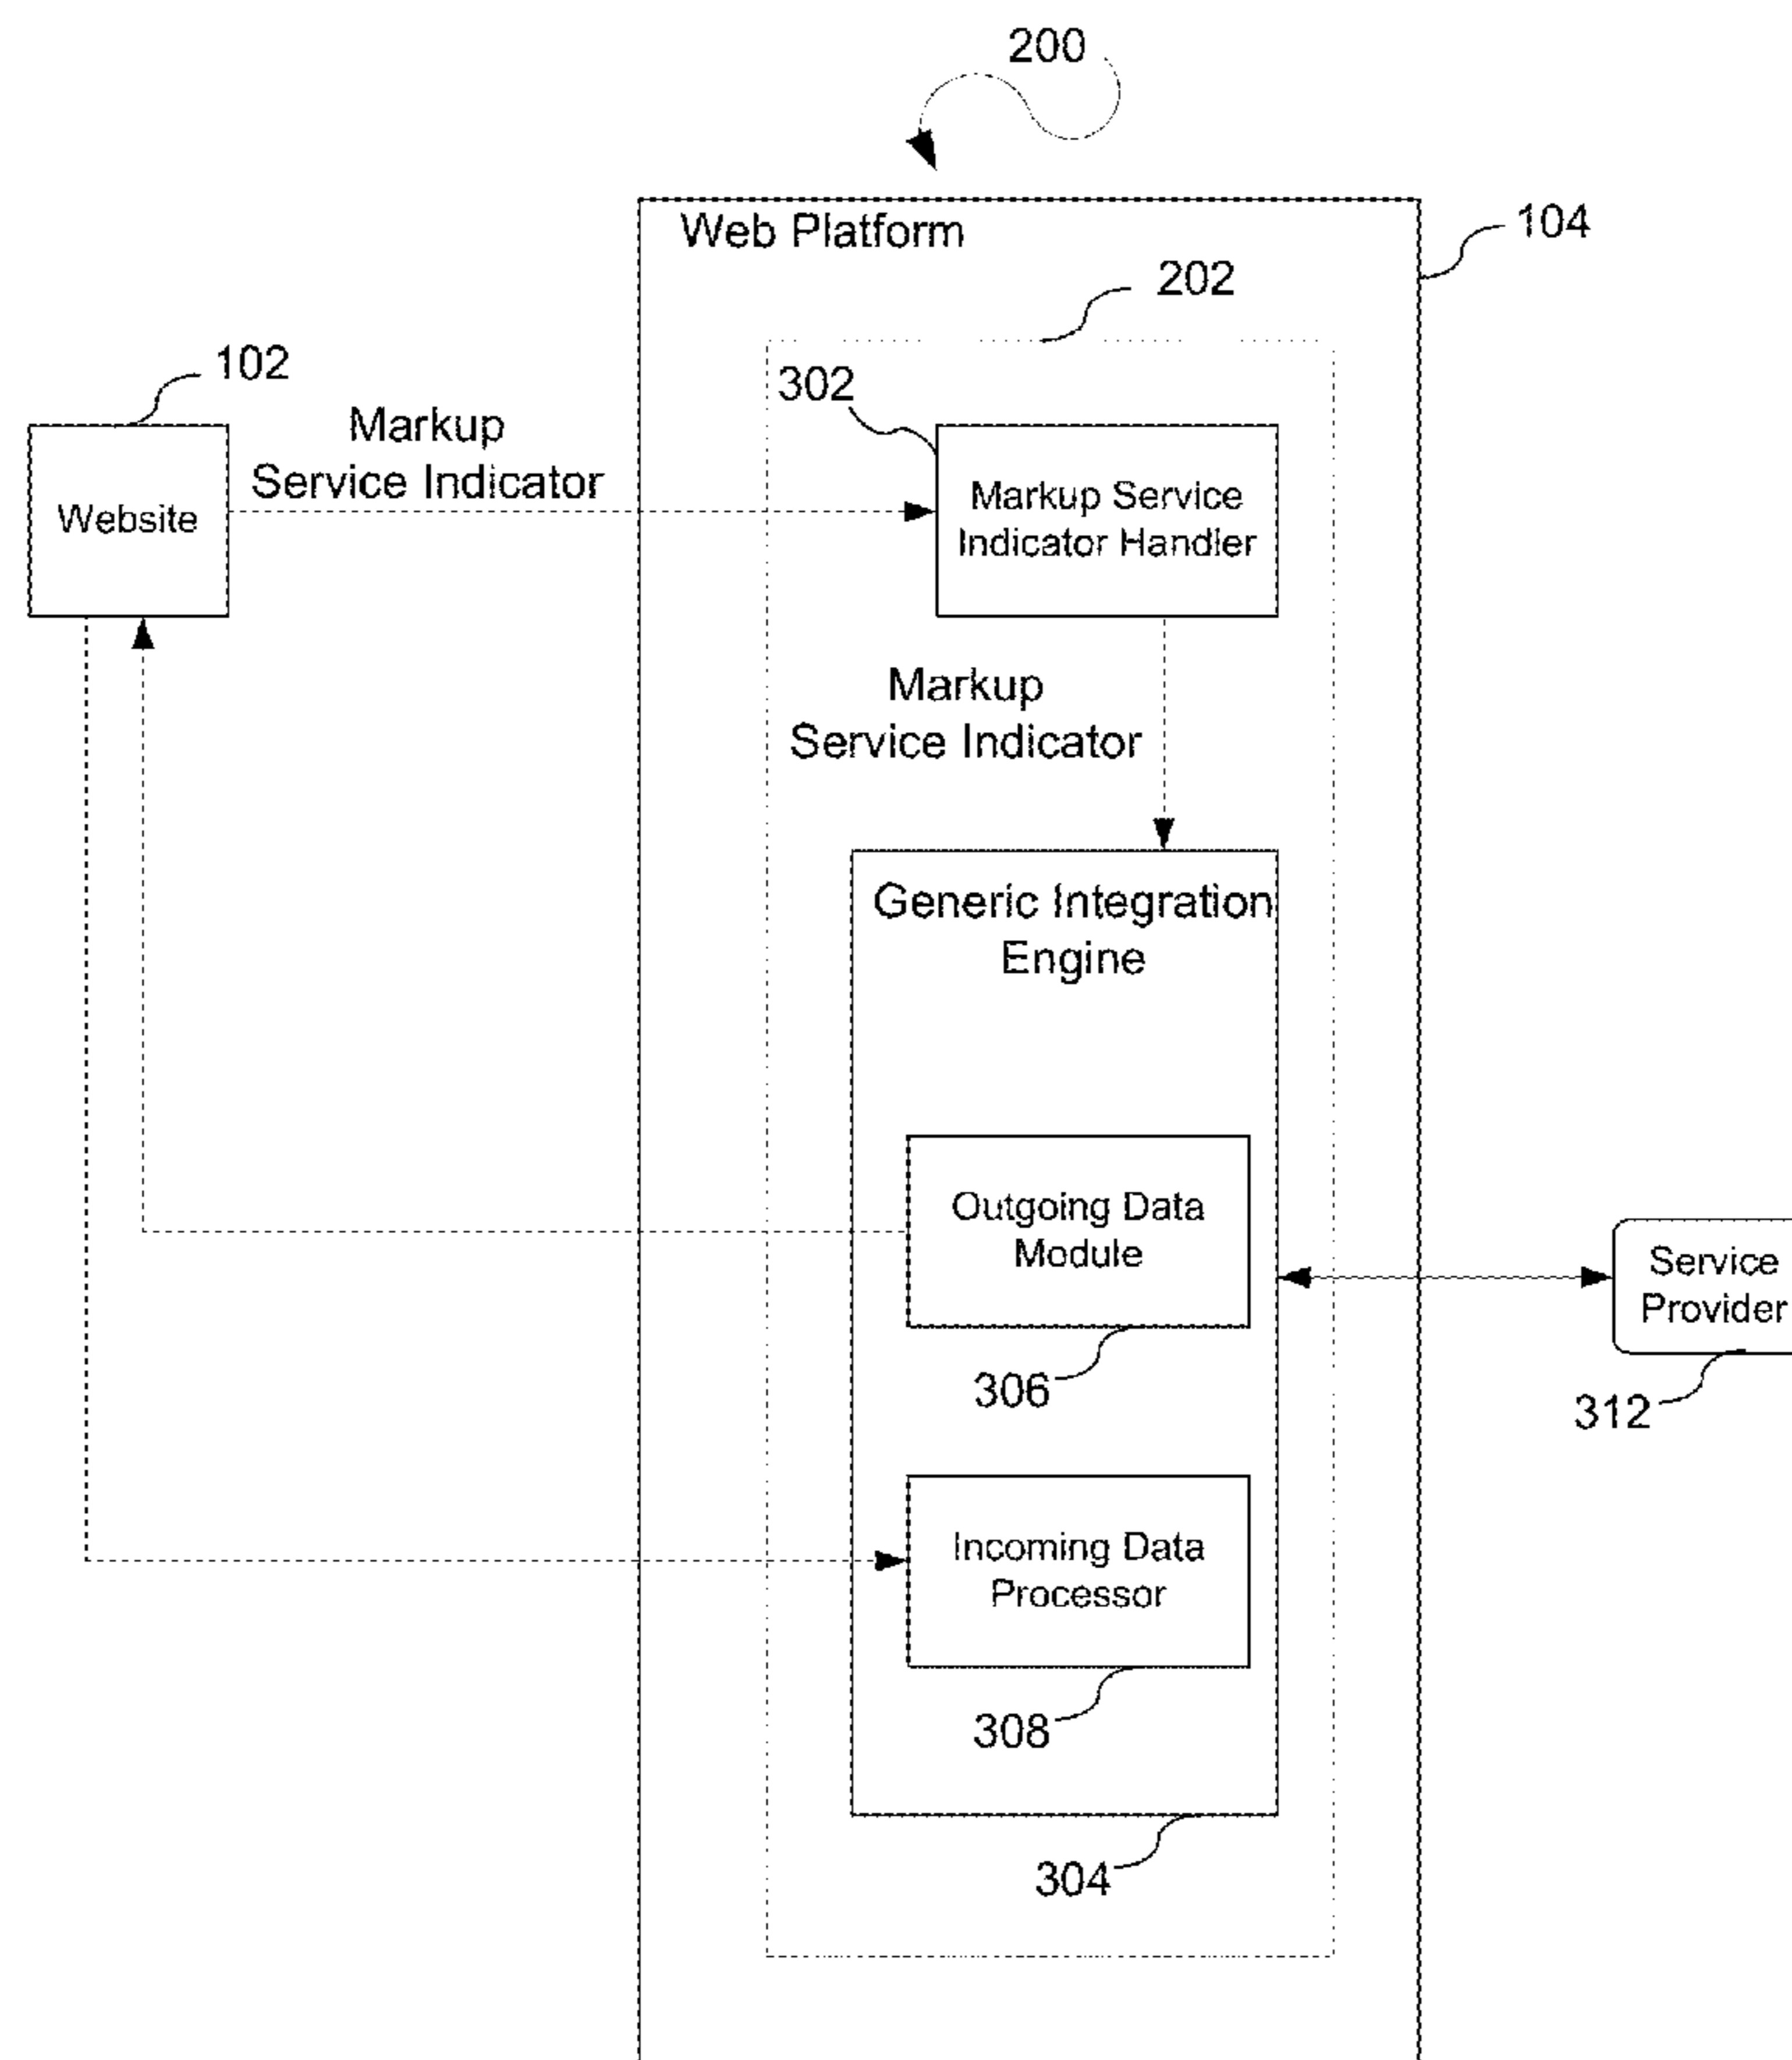 200
Web Platform
104
202
102
302
Markup
Service Indicator
Website
Markup Service
Indicator Handler
Markup
Service Indicator
Generic Integration
Engine
Outgoing Data
Module
306
Service
Provider
312
Incoming Data
Processor
308
304